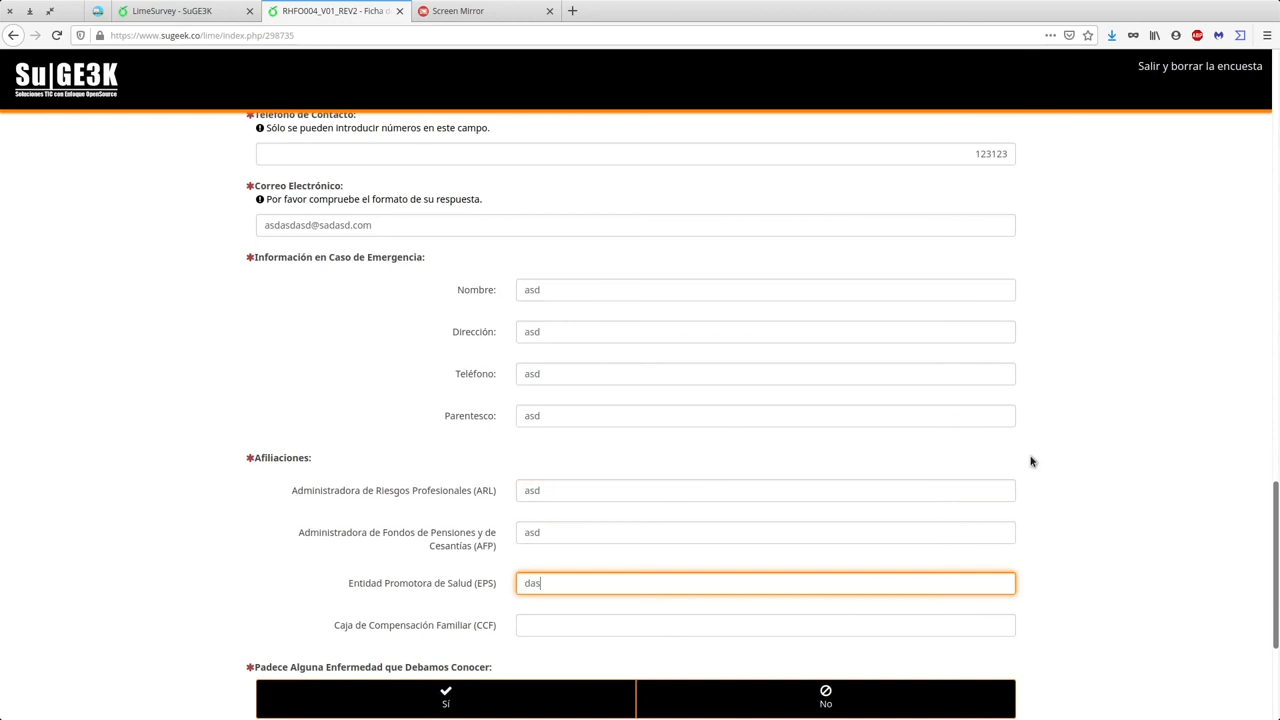 LimeSurvey - SuGE3K
RHFO004_V01_REV2 - Ficha d
Screen Mirror
https://www.sugeek.co/lime/index.php/298735
Su|GE3K
Soluciones TIC con Enfoque OpenSource
Salir y borrar la encuesta
✱Teléfono de Contacto:
Sólo se pueden introducir números en este campo.
123123
✱Correo Electrónico:
Por favor compruebe el formato de su respuesta.
asdasdasd@sadasd.com
✱Información en Caso de Emergencia:
Nombre: asd
Dirección: asd
Teléfono: asd
Parentesco: asd
✱Afiliaciones:
Administradora de Riesgos Profesionales (ARL) asd
Administradora de Fondos de Pensiones y de
Cesantías (AFP) asd
Entidad Promotora de Salud (EPS) das
Caja de Compensación Familiar (CCF)
✱Padece Alguna Enfermedad que Debamos Conocer:
Sí No